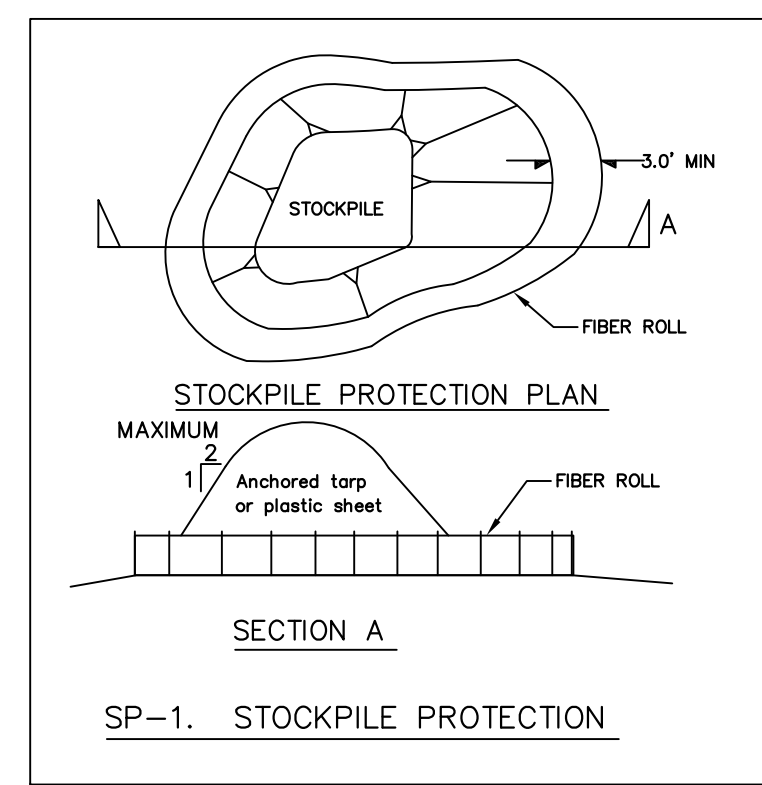 3.0' MIN
STOCKPILE
A
FIBER ROLL
STOCKPILE PROTECTION PLAN
MAXIMUM
2
1
Anchored tarp
or plastic sheet
FIBER ROLL
SECTION A
SP-1. STOCKPILE PROTECTION